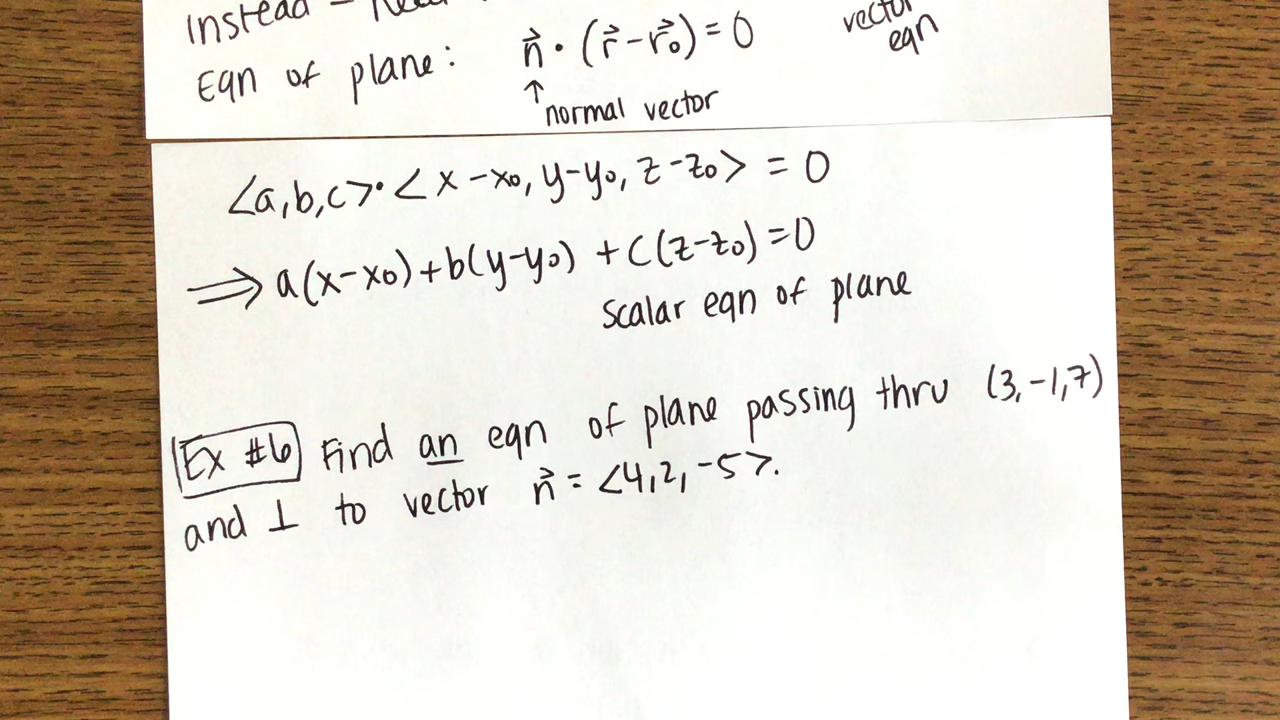 Instead -
Eqn of plane: n⃗ · (r⃗ - r⃗₀) = 0
vector
eqn
↑
normal vector
<a,b,c> · <x-x₀, y-y₀, z-z₀> = 0
⟹ a(x-x₀)+b(y-y₀) + c(z-z₀) = 0
scalar eqn of plane
Ex #6 Find an eqn of plane passing thru (3,-1,7)
and ⊥ to vector n⃗ = <4,2,-5>.